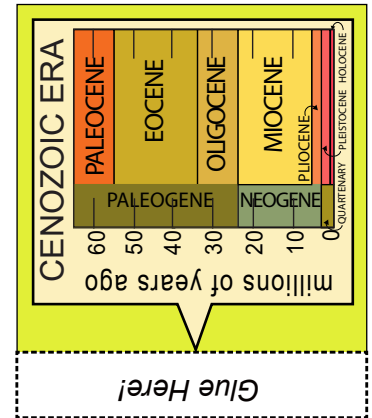 CENOZOIC ERA
PALEOCENE
EOCENE
OLIGOCENE
MIOCENE
PLIOCENE
PLEISTOCENE
HOLOCENE
PALEOGENE
NEOGENE
QUARTENARY
60
50
40
30
20
10
0
millions of years ago
Glue Here!